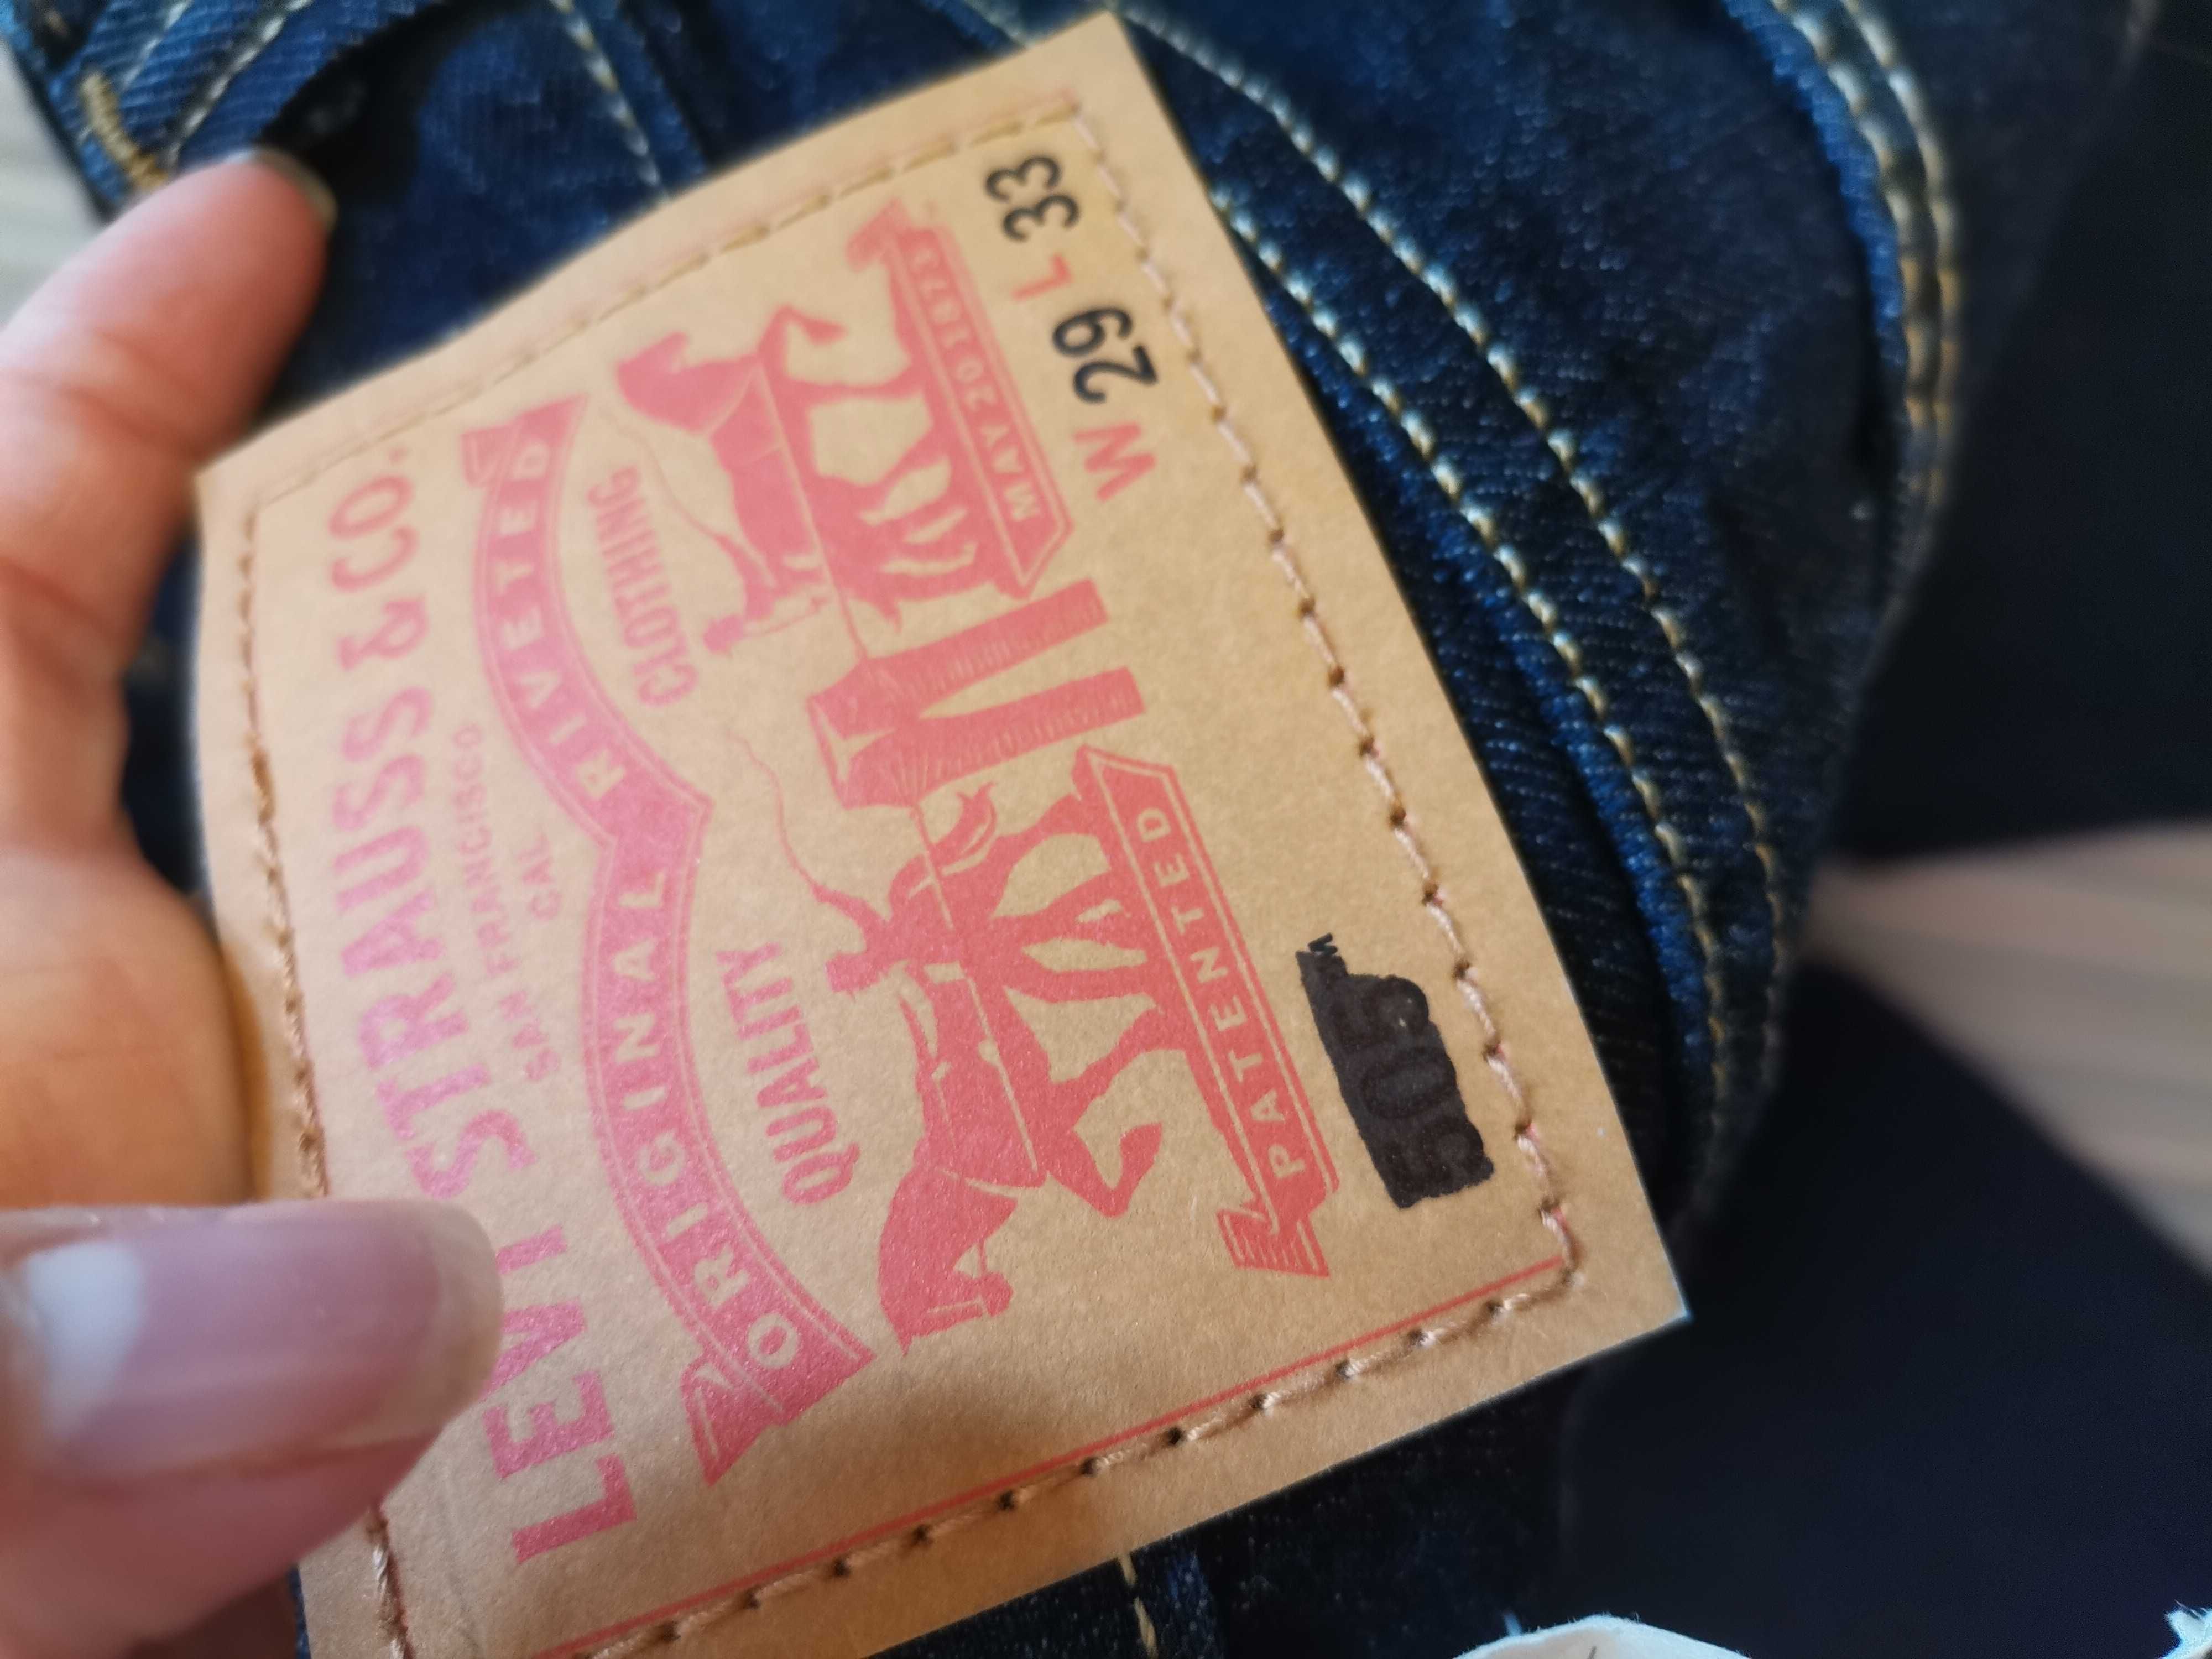 LEVI STRAUSS & CO.
SAN FRANCISCO
CAL
ORIGINAL RIVETED
QUALITY CLOTHING
PATENTED MAY 20 1873
505
W 29 L 33